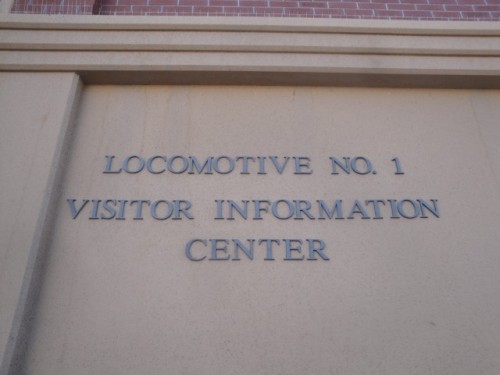 LOCOMOTIVE NO. 1
VISITOR INFORMATION
CENTER